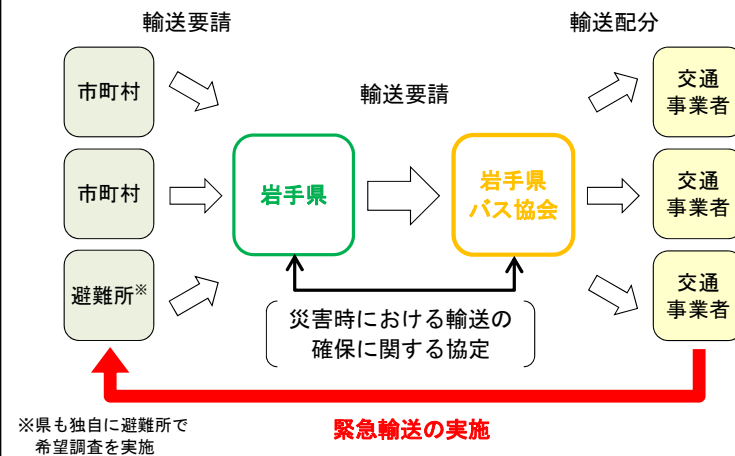 輸送要請
輸送配分
市町村
交通
事業者
輸送要請
市町村
岩手県
岩手県
バス協会
交通
事業者
避難所※
交通
事業者
災害時における輸送の
確保に関する協定
※県も独自に避難所で
希望調査を実施
緊急輸送の実施